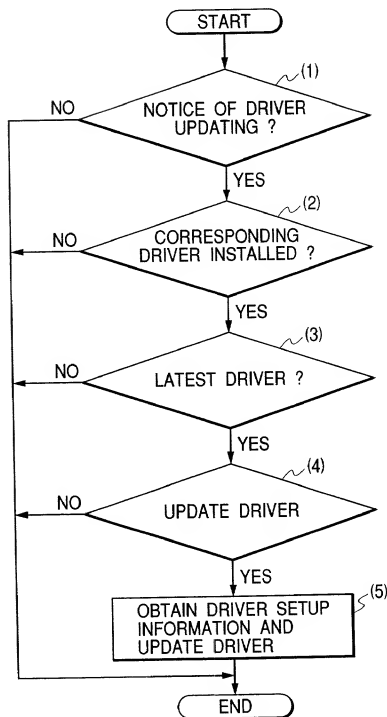 START
(1)
NO
NOTICE OF DRIVER
UPDATING ?
YES
(2)
NO
CORRESPONDING
DRIVER INSTALLED ?
YES
(3)
NO
LATEST DRIVER ?
YES
(4)
NO
UPDATE DRIVER
YES
(5)
OBTAIN DRIVER SETUP
INFORMATION AND
UPDATE DRIVER
END